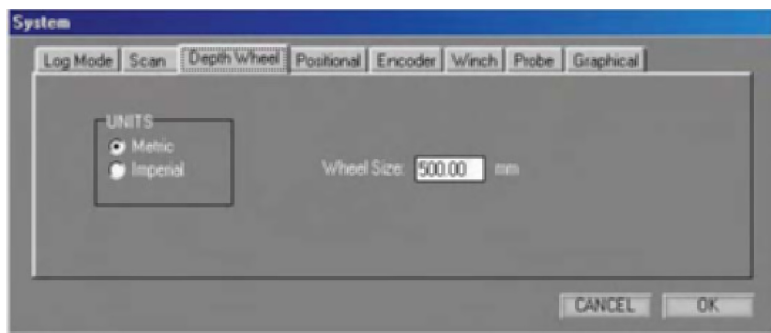 System
Log Mode Scan Depth Wheel Positional Encoder Winch Probe Graphical
UNITS
Metric
Imperial
Wheel Size: 500.00 mm
CANCEL OK